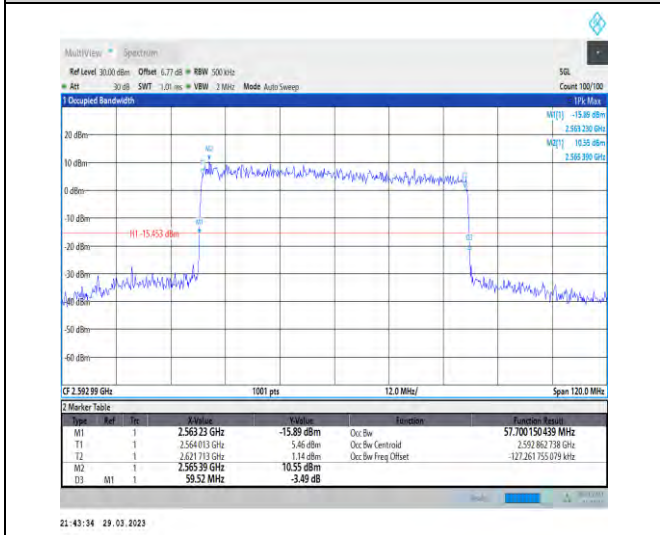 MultiView Spectrum
Ref Level 30.00 dBm Offset 6.77 dB RBW 500 kHz SGL
Att 30 dB SWT 1.01 ms VBW 2 MHz Mode Auto Sweep Count 100/100
1 Occupied Bandwidth 1Pk Max
M1[1] -15.89 dBm
2.563 230 GHz
20 dBm
M2[1] 10.55 dBm
2.565 390 GHz
M2
10 dBm
0 dBm
-10 dBm
H1 -15.453 dBm
-20 dBm
-30 dBm
-40 dBm
-50 dBm
-60 dBm
CF 2.592 99 GHz 1001 pts 12.0 MHz/ Span 120.0 MHz
2 Marker Table
Type Ref Trc X-Value Y-Value Function Function Result
M1 1 2.563 23 GHz -15.89 dBm Occ Bw 57.700 150 439 MHz
T1 1 2.564 013 GHz 5.46 dBm Occ Bw Centroid 2.592 862 738 GHz
T2 1 2.621 713 GHz 1.14 dBm Occ Bw Freq Offset -127.261 755 079 kHz
M2 1 2.565 39 GHz 10.55 dBm
D3 M1 1 59.52 MHz -3.49 dB
21:43:34 29.03.2023